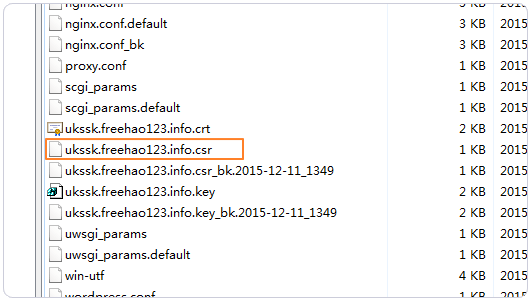 nginx.conf 3 KB 2015
nginx.conf.default 3 KB 2015
nginx.conf_bk 3 KB 2015
proxy.conf 1 KB 2015
scgi_params 1 KB 2015
scgi_params.default 1 KB 2015
ukssk.freehao123.info.crt 2 KB 2015
ukssk.freehao123.info.csr 1 KB 2015
ukssk.freehao123.info.csr_bk.2015-12-11_1349 1 KB 2015
ukssk.freehao123.info.key 2 KB 2015
ukssk.freehao123.info.key_bk.2015-12-11_1349 2 KB 2015
uwsgi_params 1 KB 2015
uwsgi_params.default 1 KB 2015
win-utf 4 KB 2015
wordpress.conf 1 KB 2015